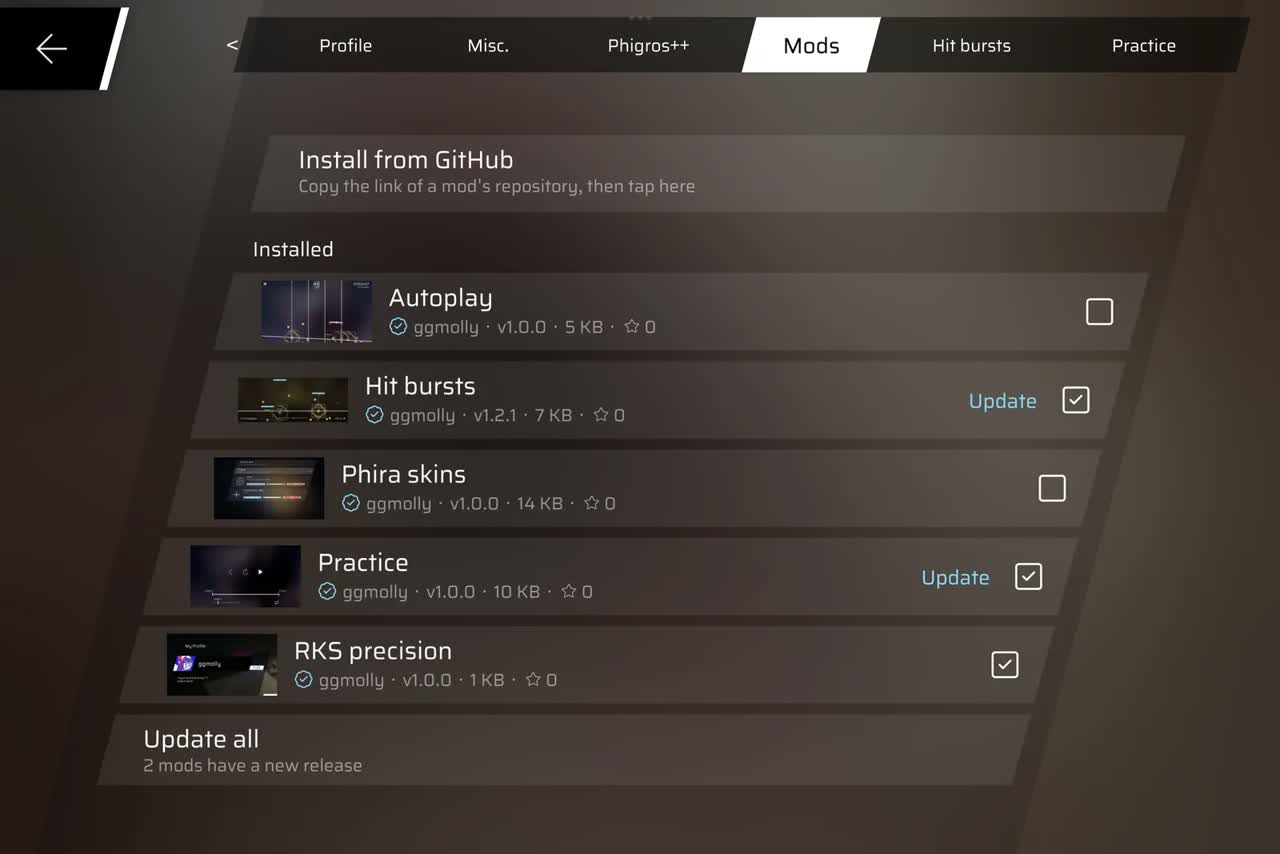 < Profile Misc. Phigros++ Mods Hit bursts Practice
Install from GitHub
Copy the link of a mod's repository, then tap here
Installed
Autoplay
ggmolly · v1.0.0 · 5 KB · ☆ 0
Hit bursts
ggmolly · v1.2.1 · 7 KB · ☆ 0
Update
Phira skins
ggmolly · v1.0.0 · 14 KB · ☆ 0
Practice
ggmolly · v1.0.0 · 10 KB · ☆ 0
Update
My Profile
ggmolly
RKS precision
ggmolly · v1.0.0 · 1 KB · ☆ 0
Update all
2 mods have a new release